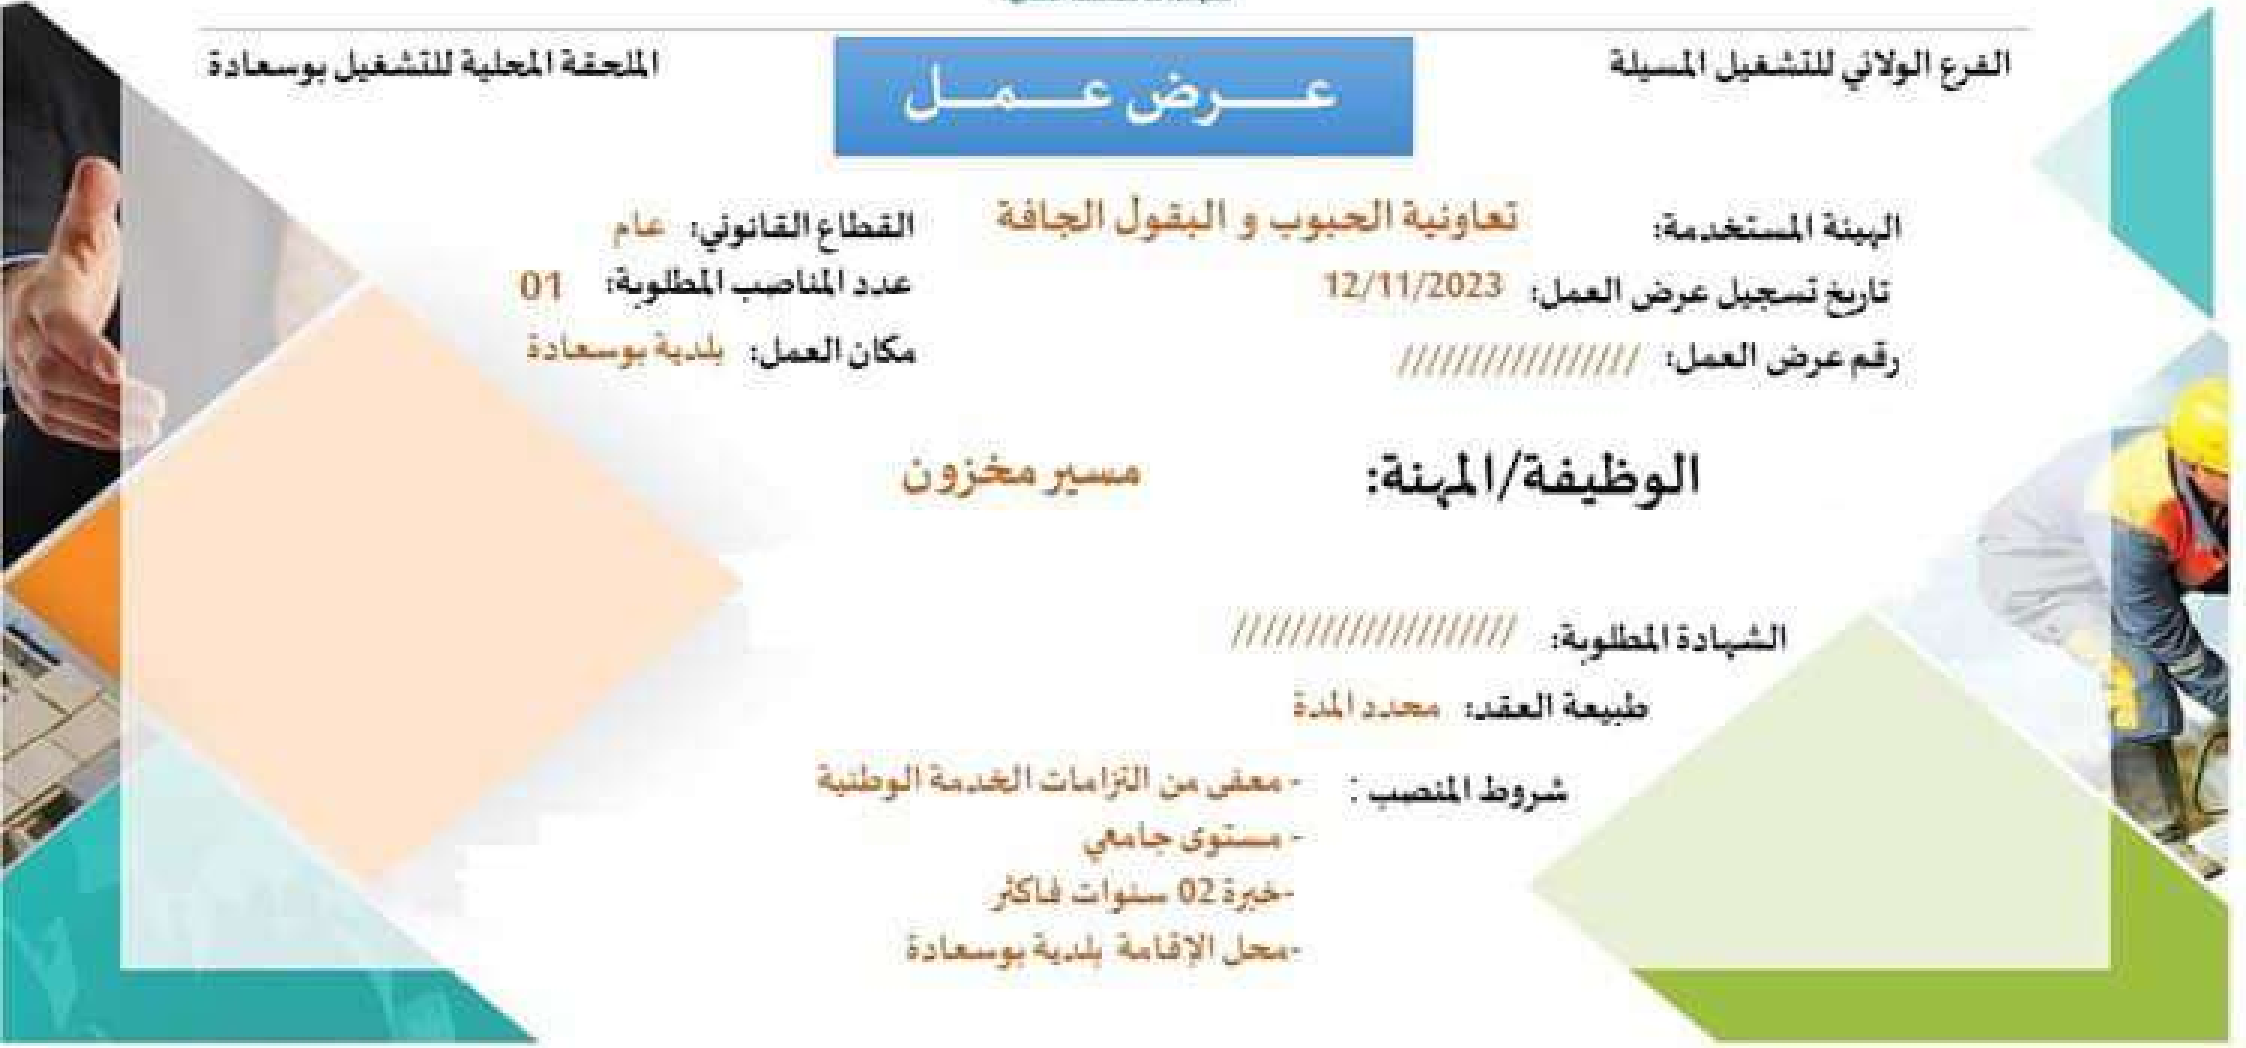 الفرع الولائي للتشغيل المسيلة
عرض عمل
الملحقة المحلية للتشغيل بوسعادة
الهيئة المستخدمة: تعاونية الحبوب و البقول الجافة
القطاع القانوني: عام
تاريخ تسجيل عرض العمل: 12/11/2023
عدد المناصب المطلوبة: 01
رقم عرض العمل: /////////////////
مكان العمل: بلدية بوسعادة
الوظيفة/المهنة: مسير مخزون
الشهادة المطلوبة: ////////////////////
طبيعة العقد: محدد المدة
شروط المنصب : - معفى من التزامات الخدمة الوطنية
- مستوى جامعي
-خبرة 02 سنوات فاكثر
-محل الإقامة بلدية بوسعادة